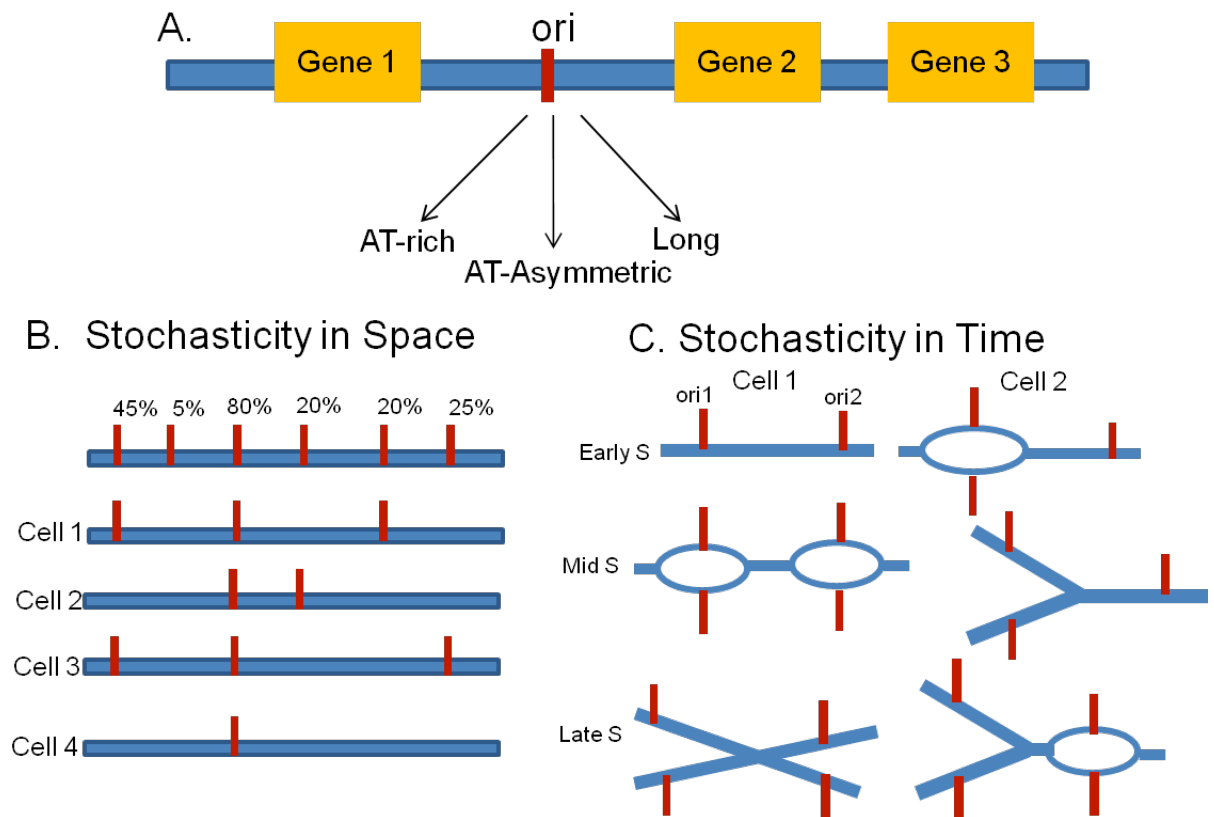 A.
ori
Gene 1
Gene 2
Gene 3
AT-rich
AT-Asymmetric
Long
B. Stochasticity in Space
45% 5% 80% 20% 20% 25%
Cell 1
Cell 2
Cell 3
Cell 4
C. Stochasticity in Time
Cell 1
Cell 2
ori1
ori2
Early S
Mid S
Late S